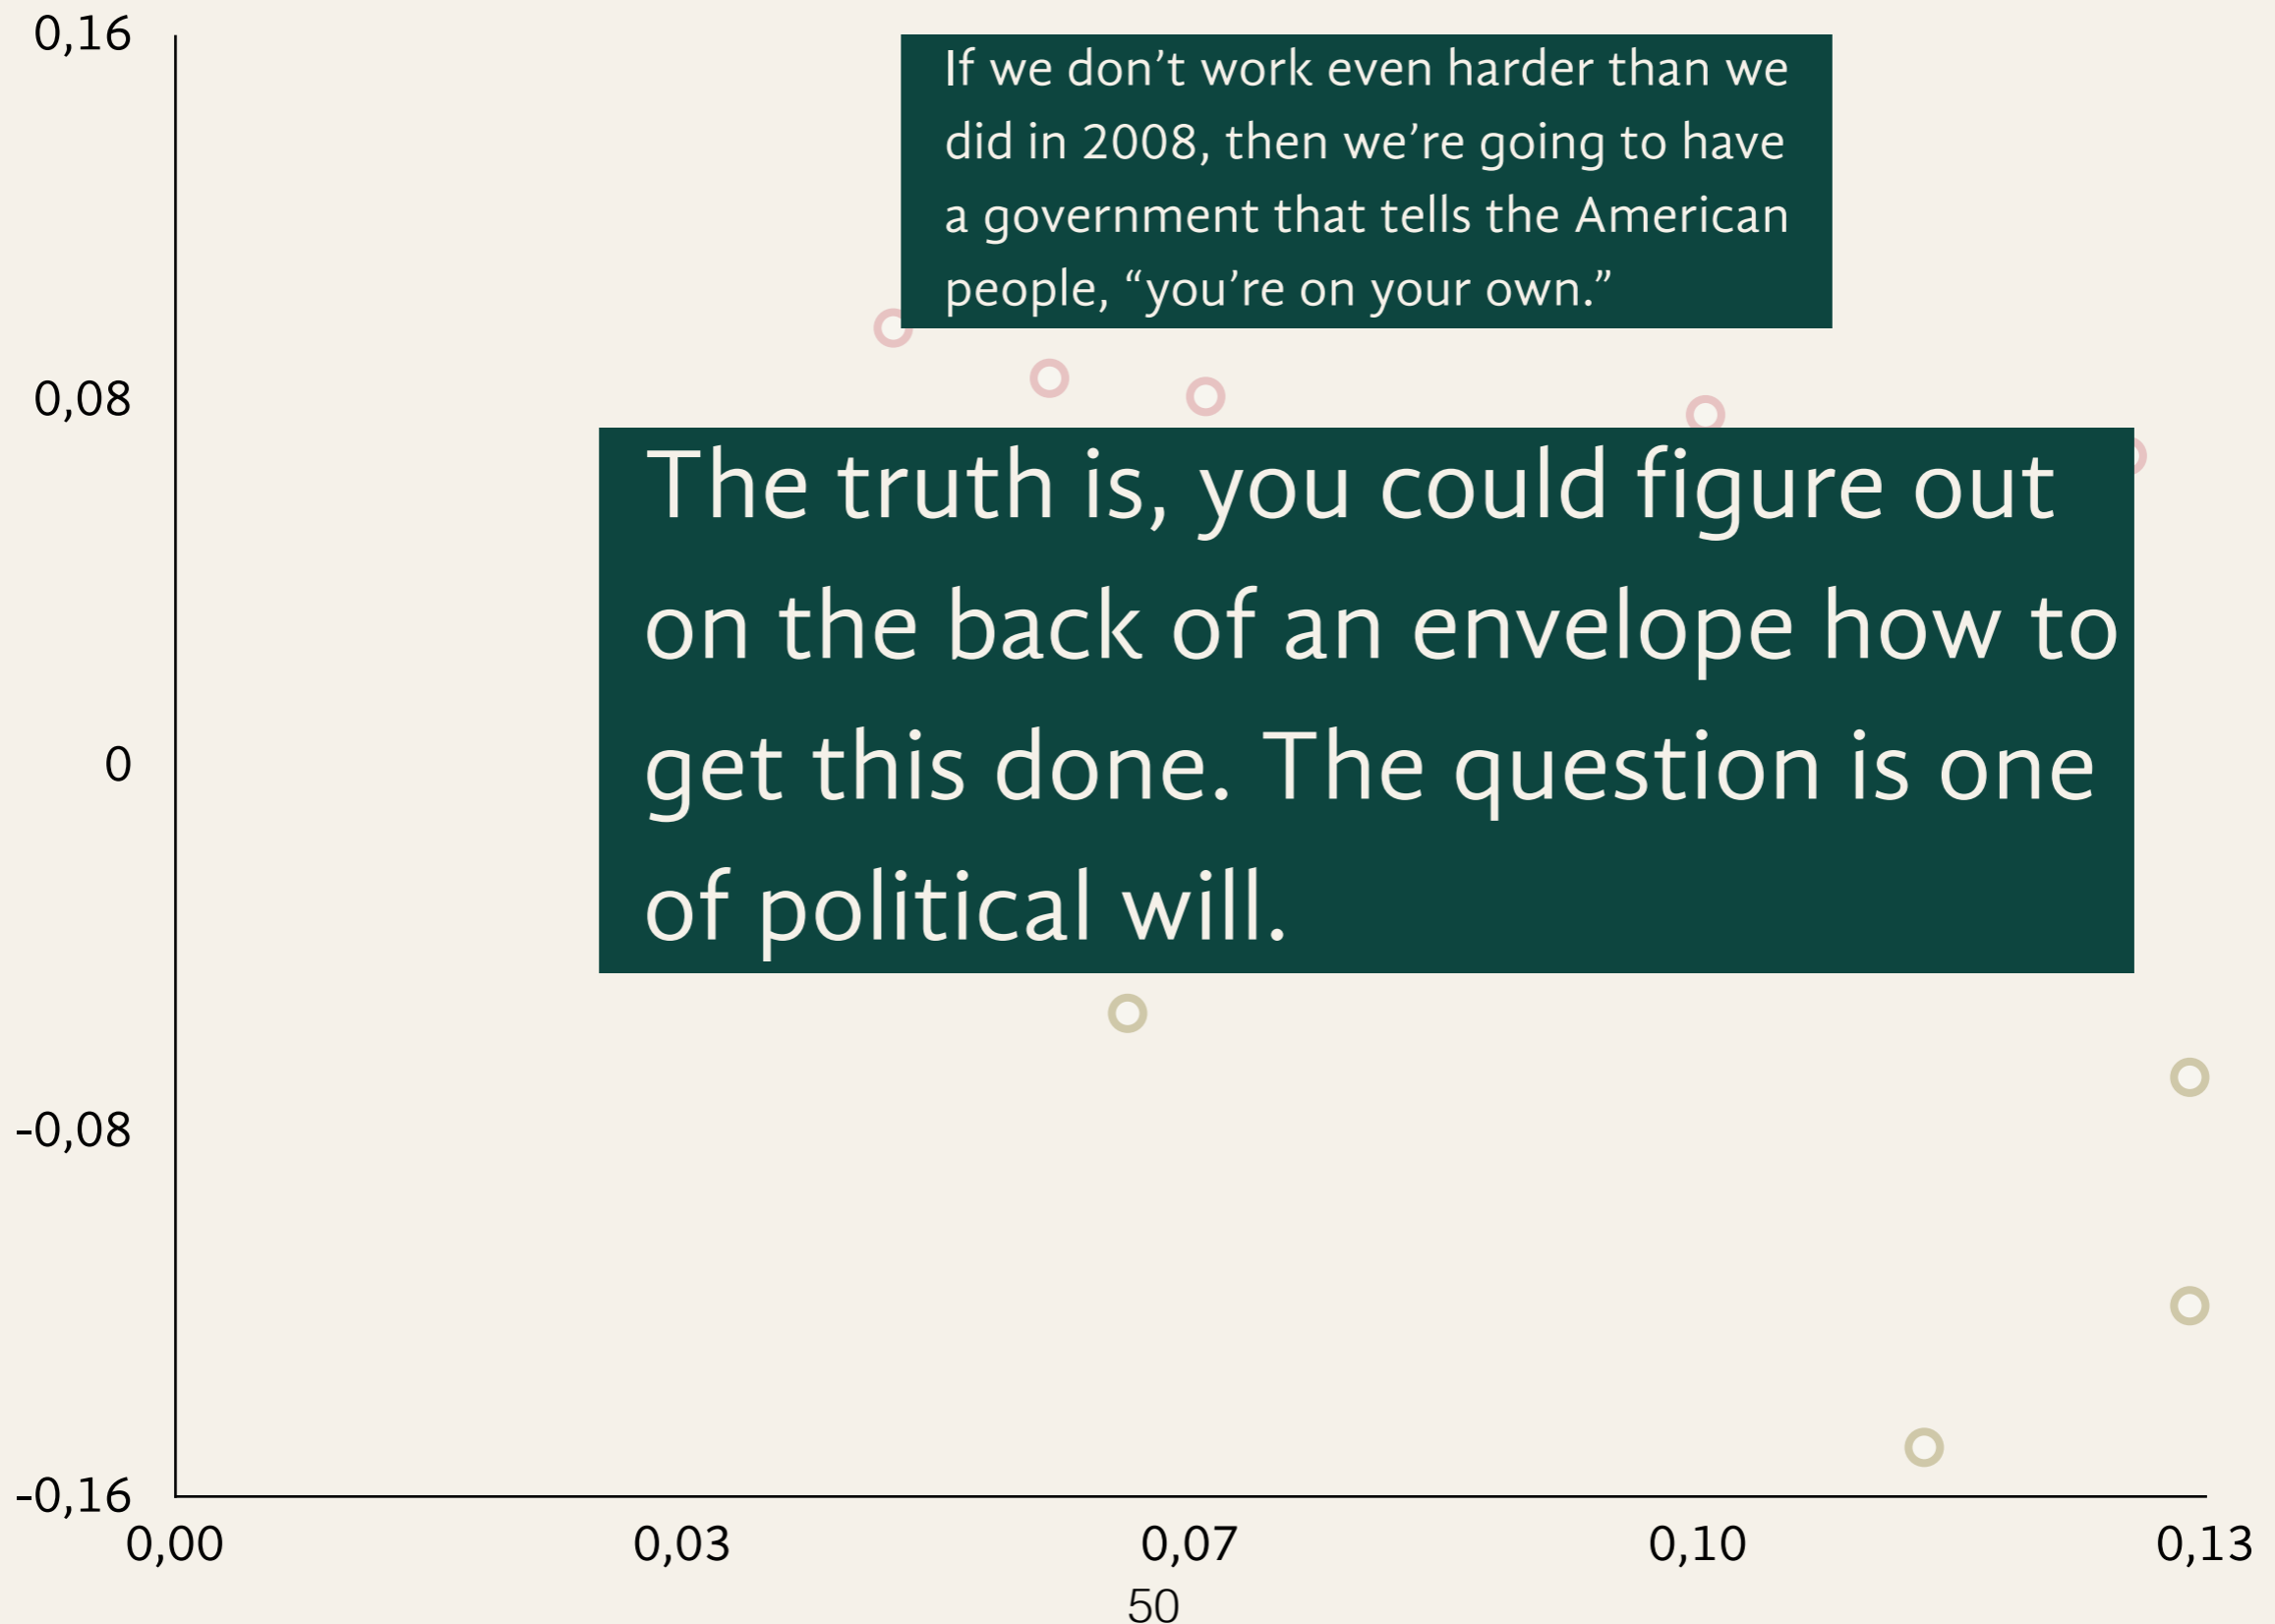 0,16
If we don’t work even harder than we
did in 2008, then we’re going to have
a government that tells the American
people, “you’re on your own.”
0,08
The truth is, you could figure out
on the back of an envelope how to
get this done. The question is one
of political will.
0
-0,08
-0,16
0,00 0,03 0,07 0,10 0,13
50